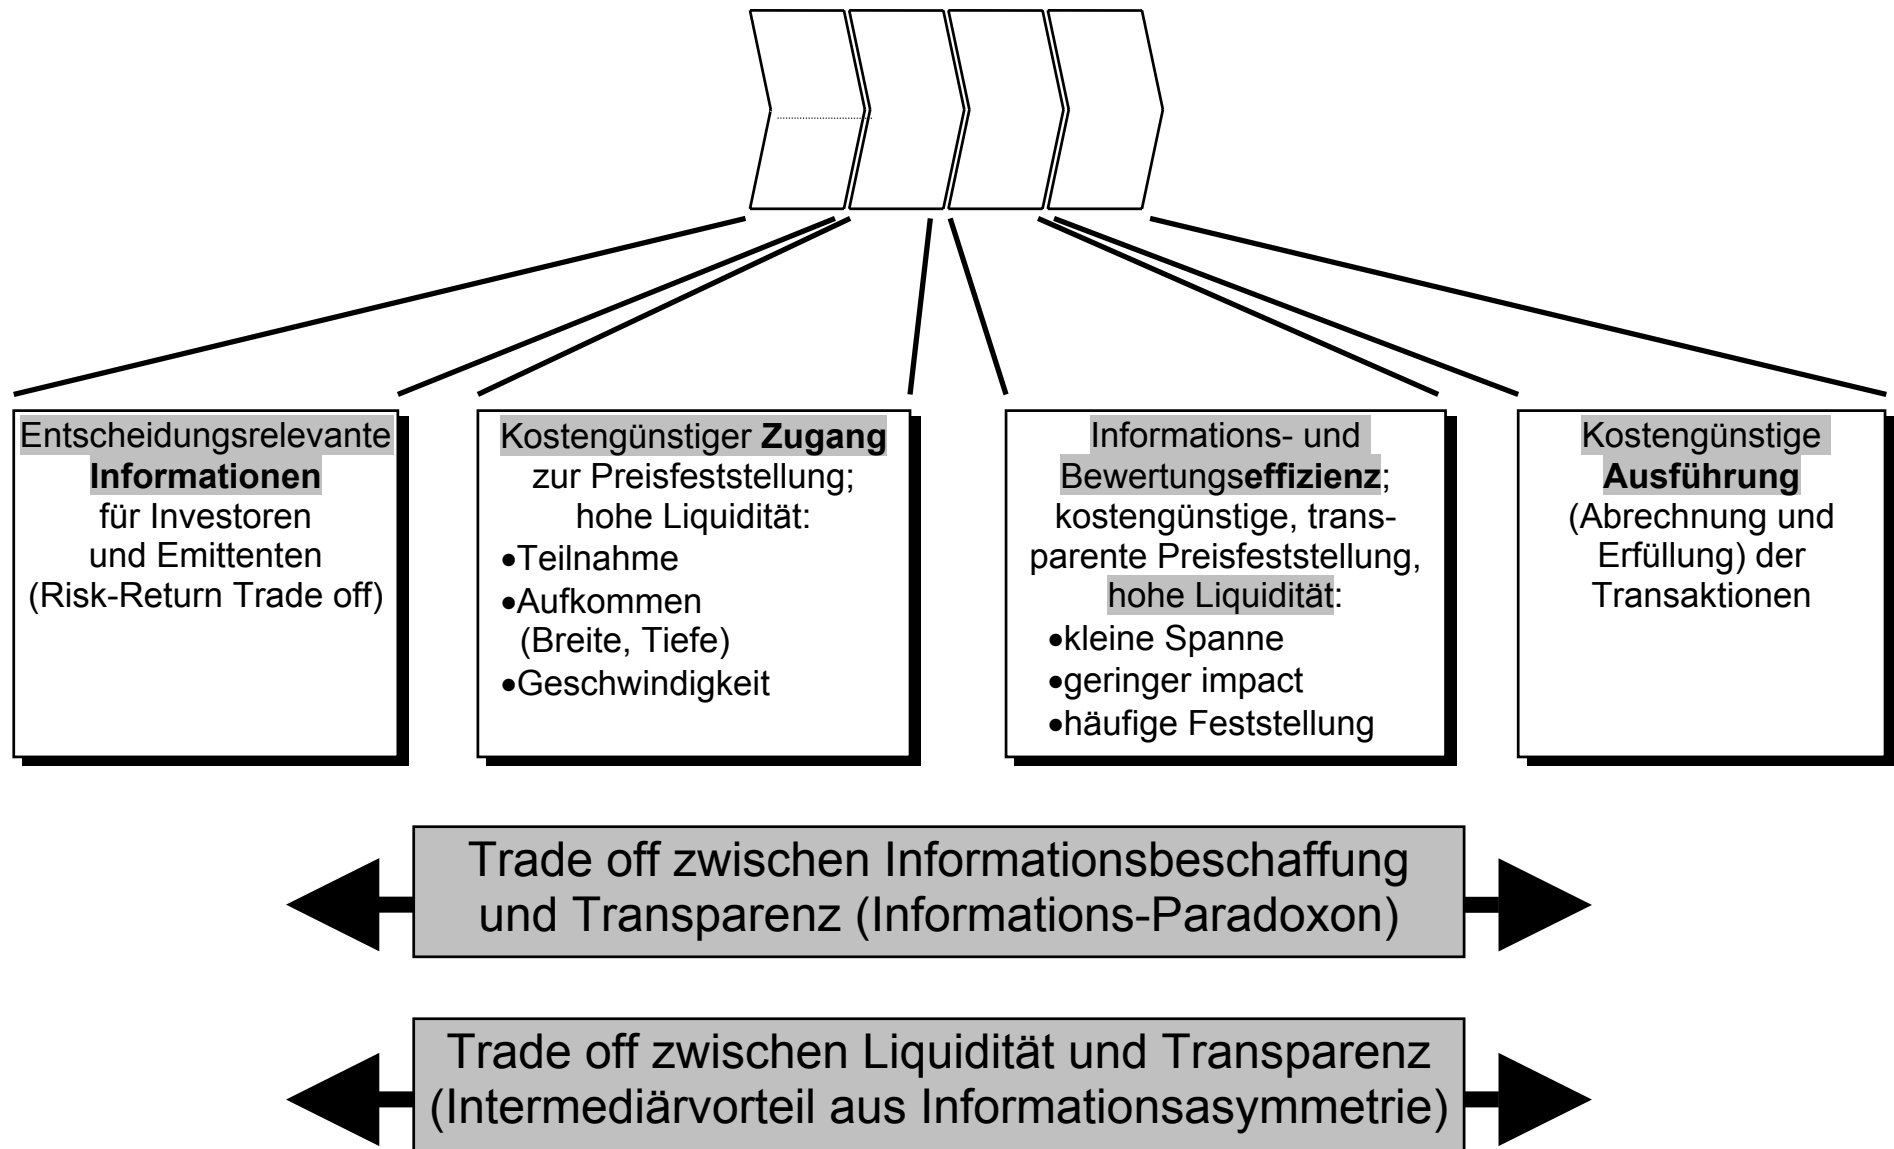 Entscheidungsrelevante
Informationen
für Investoren
und Emittenten
(Risk-Return Trade off)
Kostengünstiger Zugang
zur Preisfeststellung;
hohe Liquidität:
•Teilnahme
•Aufkommen
(Breite, Tiefe)
•Geschwindigkeit
Informations- und
Bewertungseffizienz;
kostengünstige, trans-
parente Preisfeststellung,
hohe Liquidität:
•kleine Spanne
•geringer impact
•häufige Feststellung
Kostengünstige
Ausführung
(Abrechnung und
Erfüllung) der
Transaktionen
Trade off zwischen Informationsbeschaffung
und Transparenz (Informations-Paradoxon)
Trade off zwischen Liquidität und Transparenz
(Intermediärvorteil aus Informationsasymmetrie)